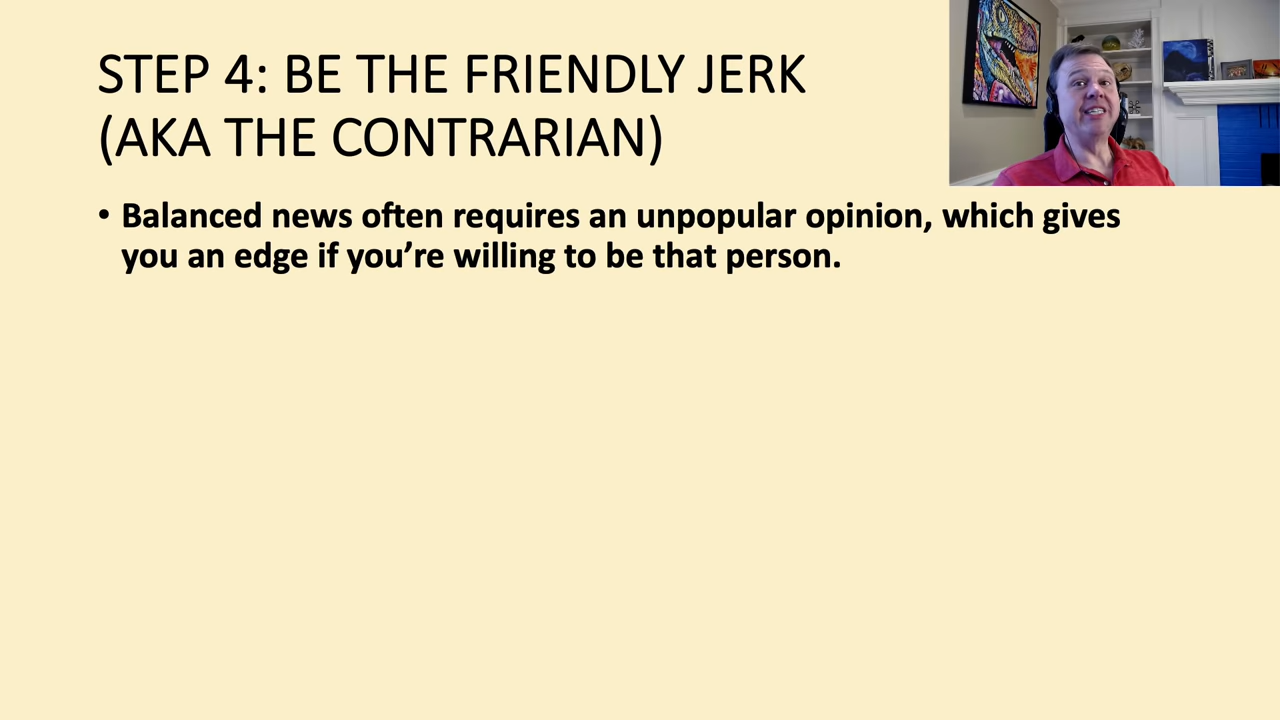 STEP 4: BE THE FRIENDLY JERK
(AKA THE CONTRARIAN)
• Balanced news often requires an unpopular opinion, which gives
you an edge if you’re willing to be that person.